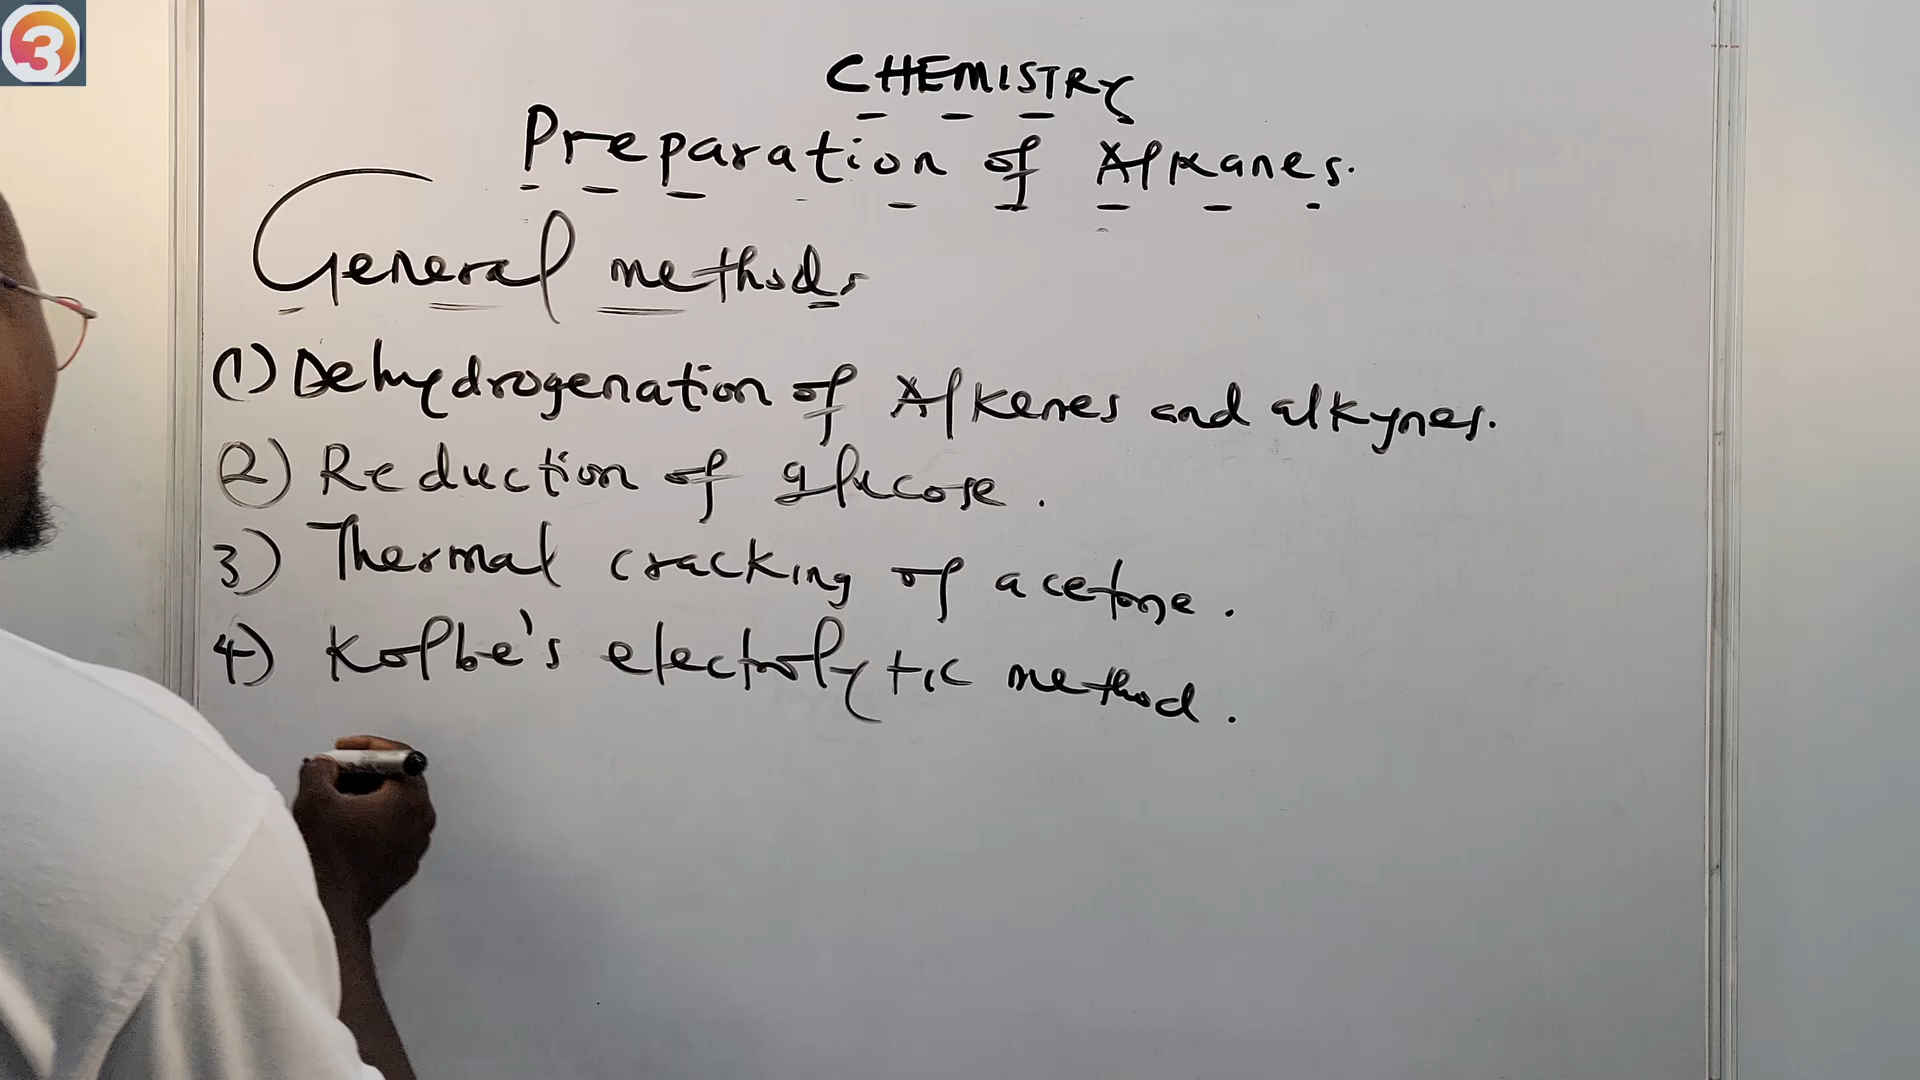 3
CHEMISTRY
Preparation of Alkanes.
General methods
(1) Dehydrogenation of Alkenes and alkynes.
(2) Reduction of glucose.
3) Thermal cracking of acetone.
4) Kolbe's electrolytic method.